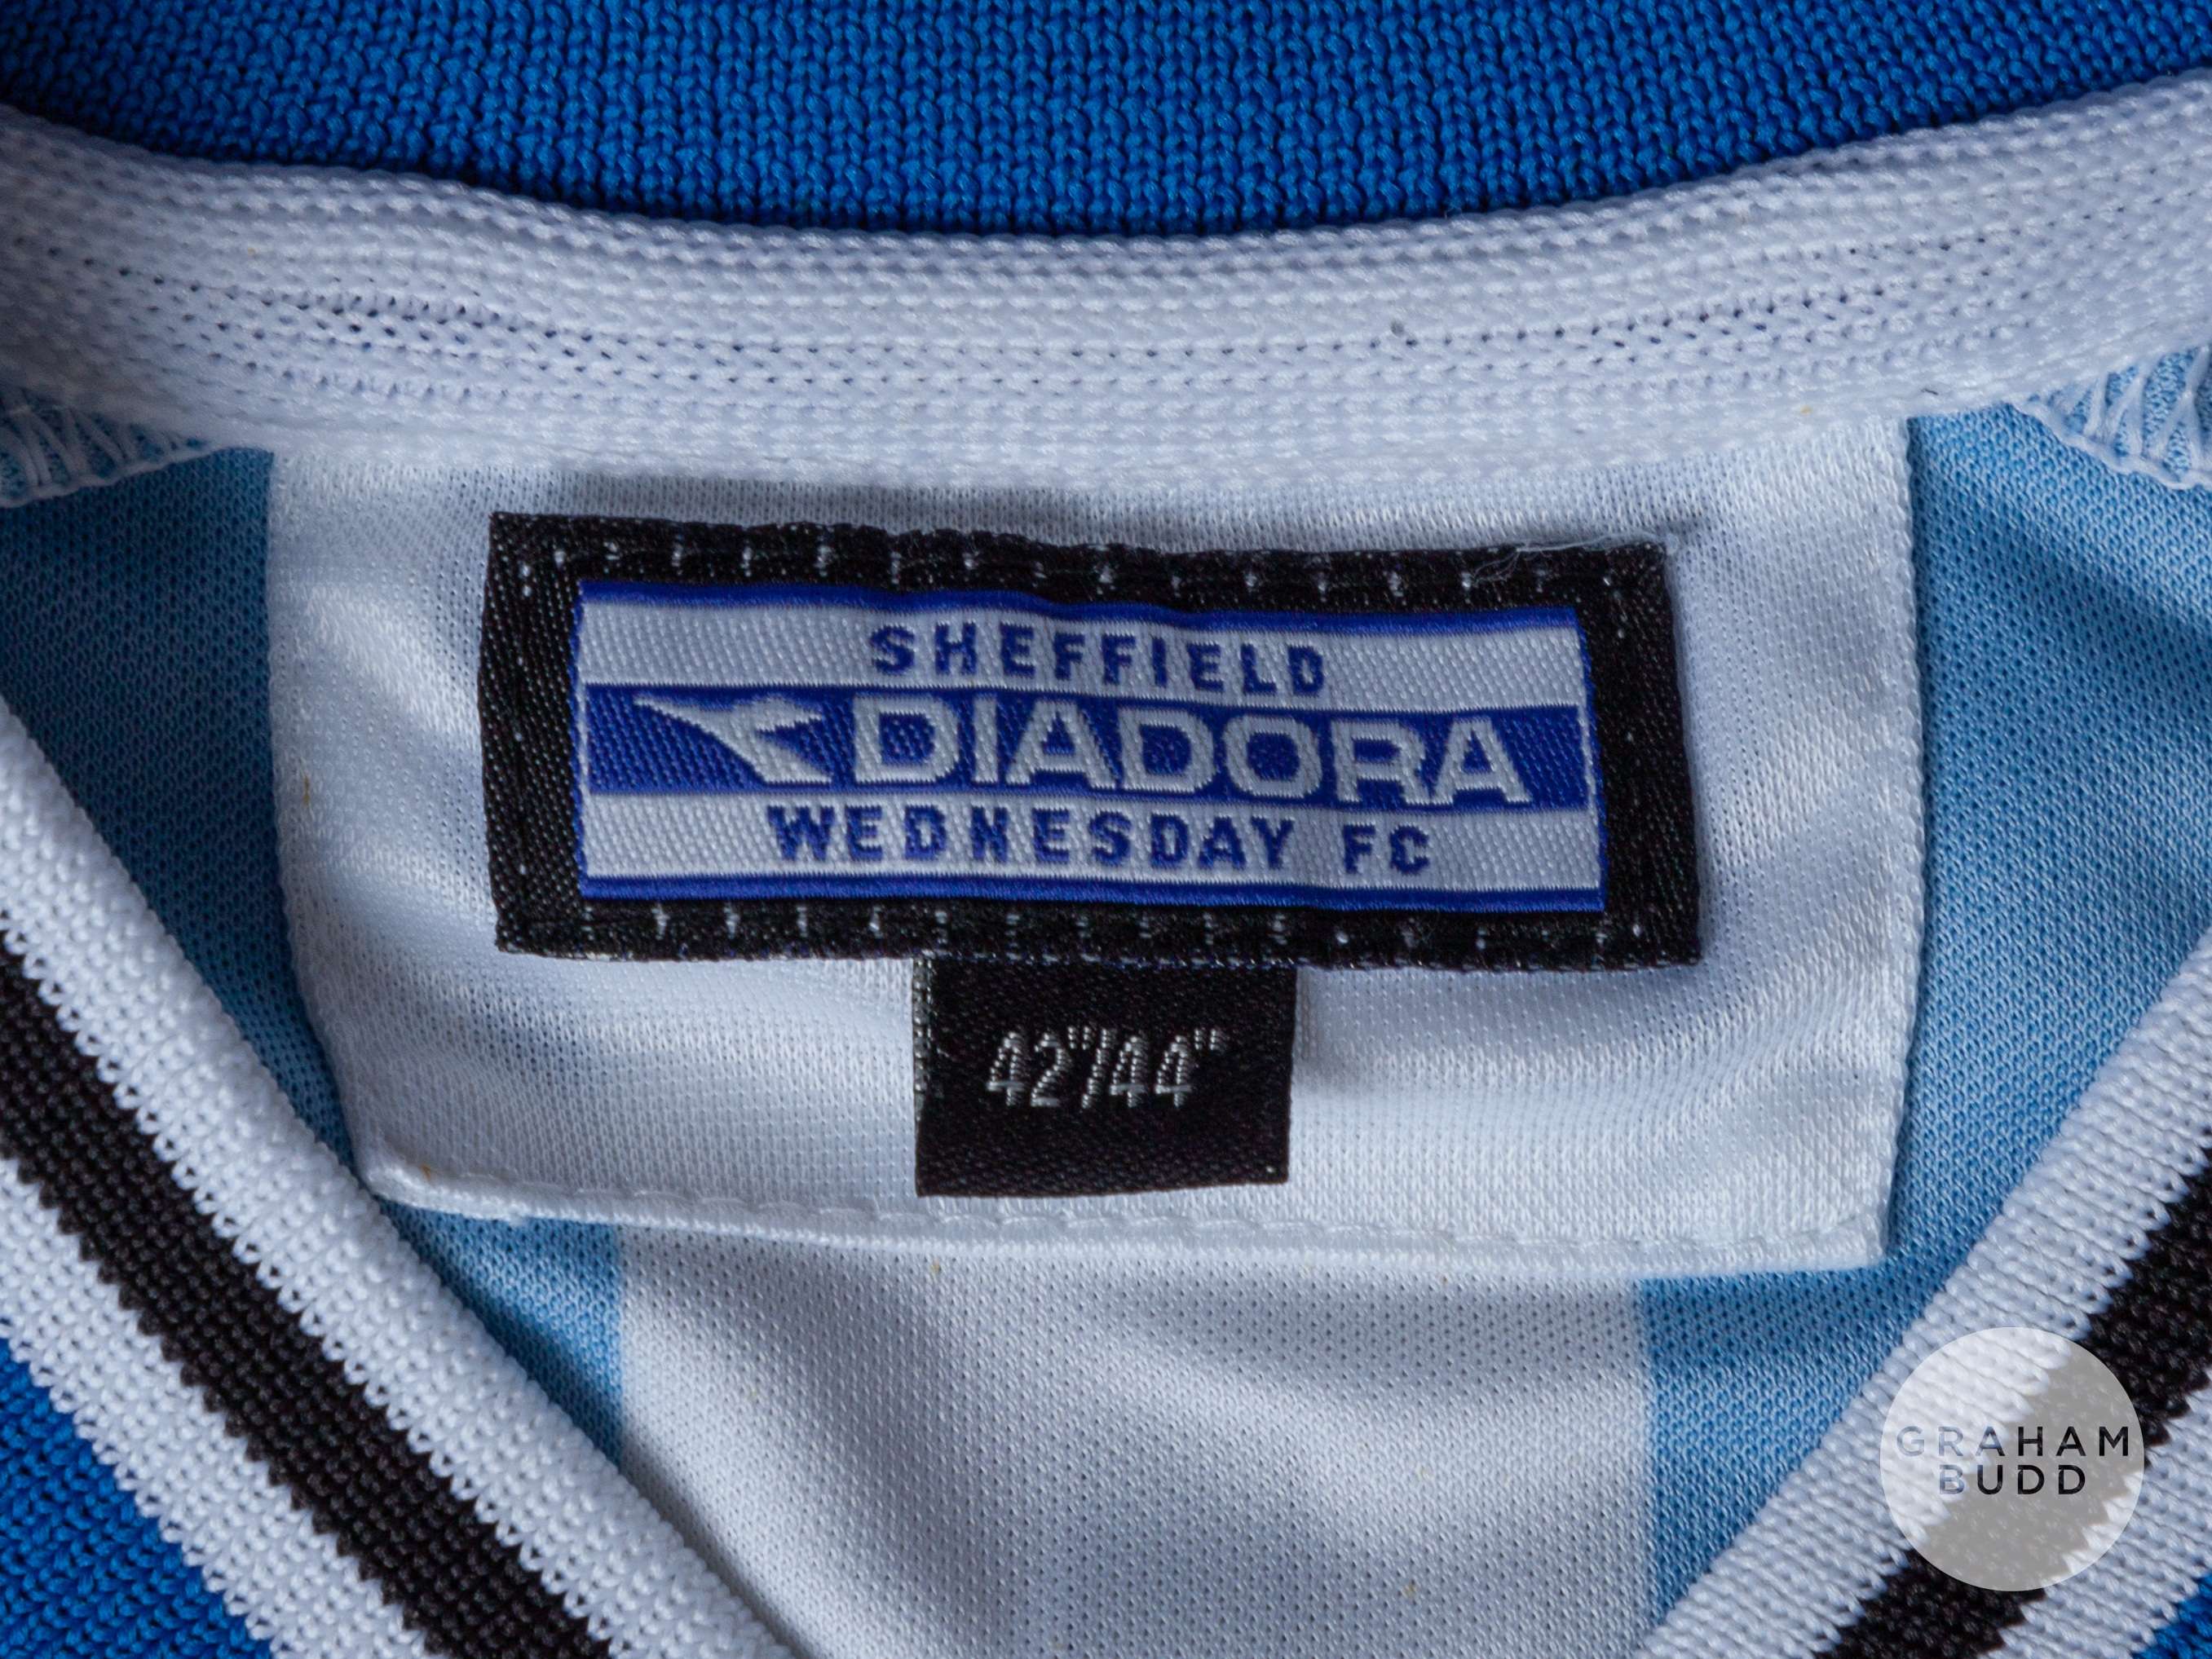 SHEFFIELD
DIADORA
WEDNESDAY FC
42"/44"
GRAHAM
BUDD